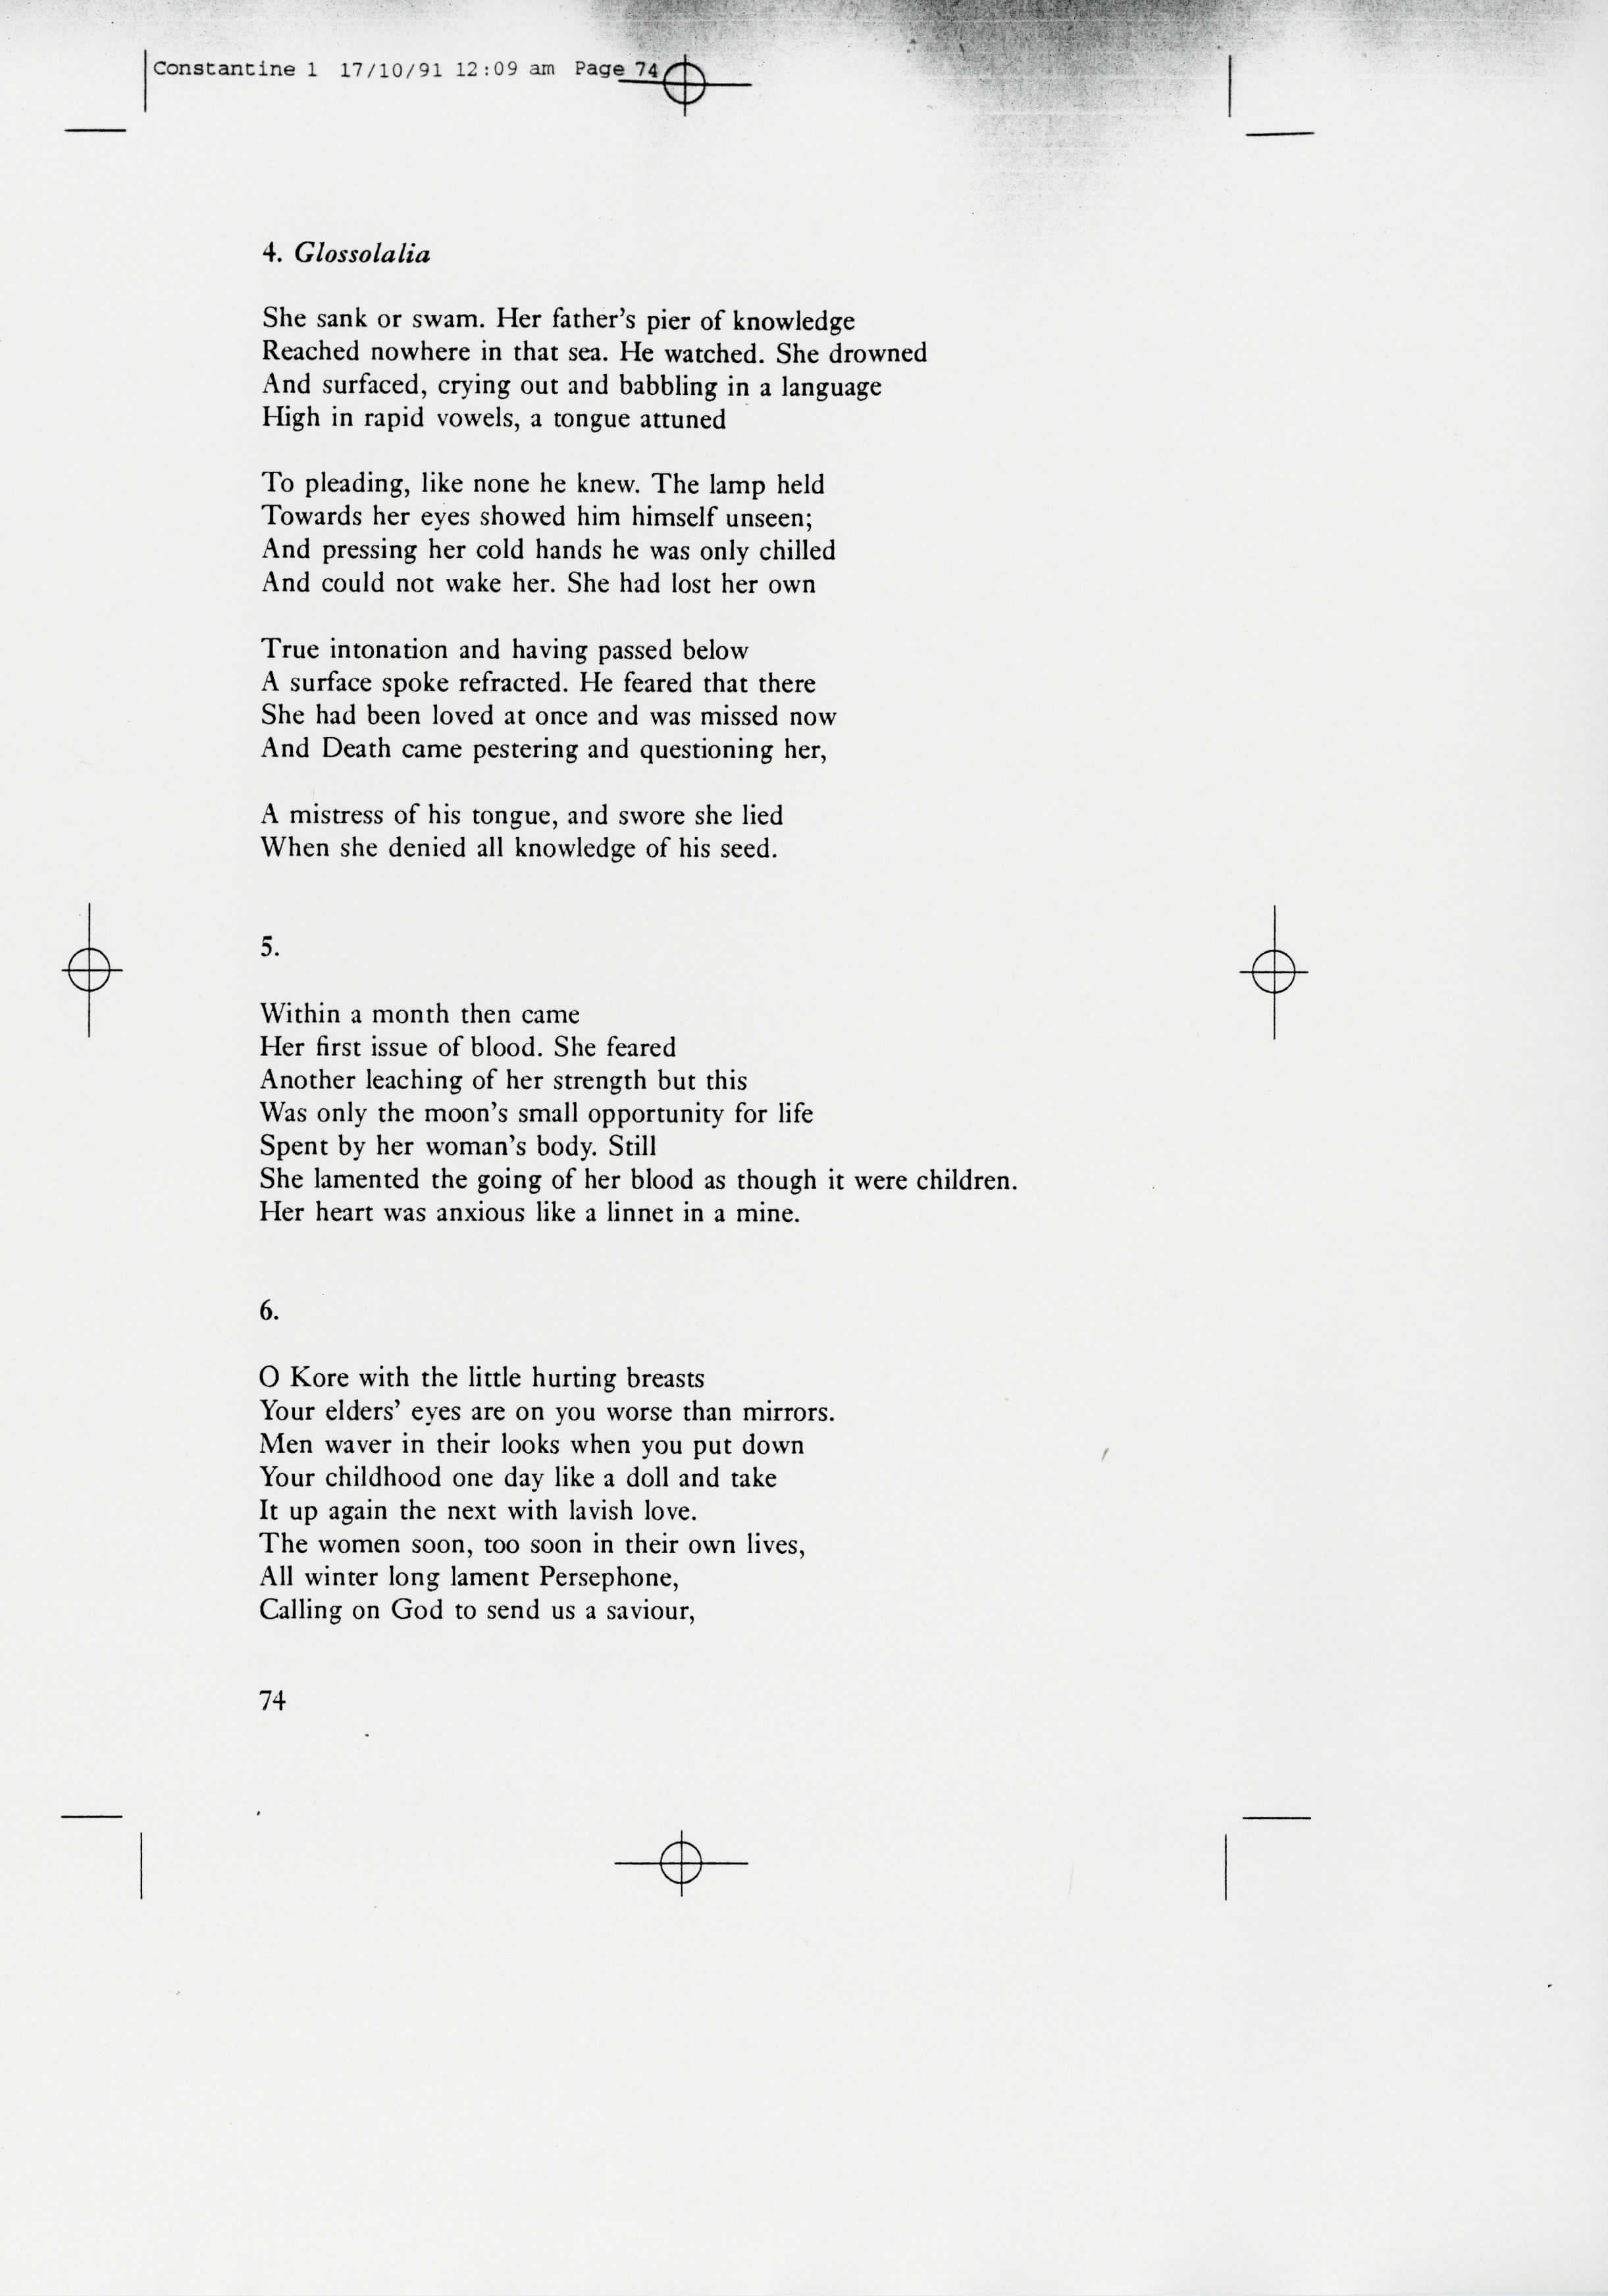 Constantine 1 17/10/91 12:09 am Page 74
4. Glossolalia
She sank or swam. Her father's pier of knowledge
Reached nowhere in that sea. He watched. She drowned
And surfaced, crying out and babbling in a language
High in rapid vowels, a tongue attuned
To pleading, like none he knew. The lamp held
Towards her eyes showed him himself unseen;
And pressing her cold hands he was only chilled
And could not wake her. She had lost her own
True intonation and having passed below
A surface spoke refracted. He feared that there
She had been loved at once and was missed now
And Death came pestering and questioning her,
A mistress of his tongue, and swore she lied
When she denied all knowledge of his seed.
5.
Within a month then came
Her first issue of blood. She feared
Another leaching of her strength but this
Was only the moon's small opportunity for life
Spent by her woman's body. Still
She lamented the going of her blood as though it were children.
Her heart was anxious like a linnet in a mine.
6.
O Kore with the little hurting breasts
Your elders' eyes are on you worse than mirrors.
Men waver in their looks when you put down
Your childhood one day like a doll and take
It up again the next with lavish love.
The women soon, too soon in their own lives,
All winter long lament Persephone,
Calling on God to send us a saviour,
74